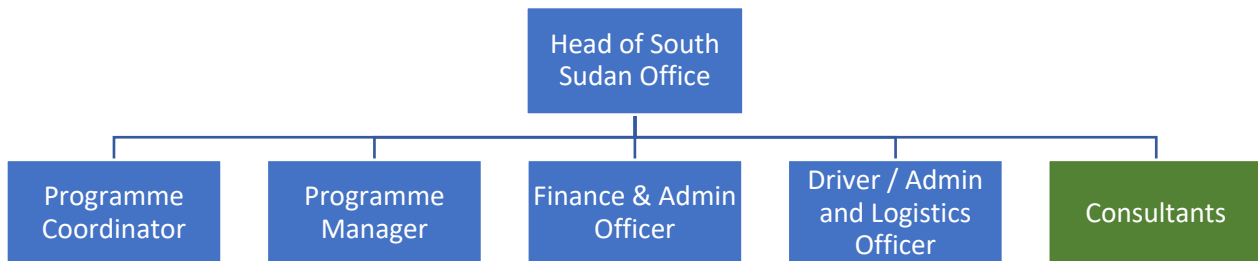 Head of South
Sudan Office
Programme
Coordinator
Programme
Manager
Finance & Admin
Officer
Driver / Admin
and Logistics
Officer
Consultants